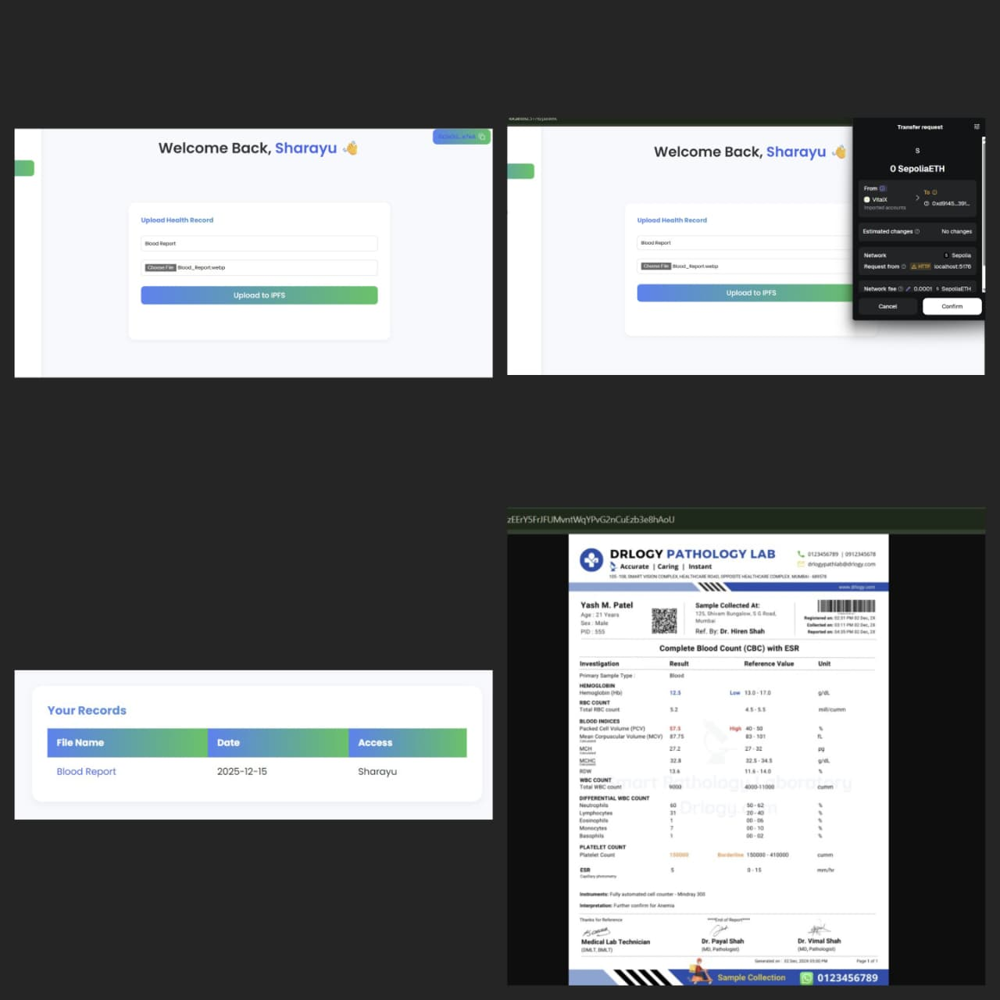 Welcome Back, Sharayu 👋
Upload Health Record
Blood Report
Choose File Blood_Report.webp
Upload to IPFS
Welcome Back, Sharayu 👋
Upload Health Record
Blood Report
Choose File Blood_Report.webp
Upload to IPFS
Transfer request
S
0 SepoliaETH
From
To
VitalX
Imported accounts
0xd9145...391...
Estimated changes No changes
Network S Sepolia
Request from HTTP localhost:5176
Network fee 0.0001 S SepoliaETH
Cancel Confirm
Your Records
File Name Date Access
Blood Report 2025-12-15 Sharayu
zEErY5FrJFUMvntWqYPvG2nCuEzb3e8hAoU
DRLOGY PATHOLOGY LAB
Accurate | Caring | Instant
0123456789 | 0912345678
drlogypathlab@drlogy.com
105 -108, SMART VISION COMPLEX, HEALTHCARE ROAD, OPPOSITE HEALTHCARE COMPLEX. MUMBAI - 689578
www.drlogy.com
Yash M. Patel
Age : 21 Years
Sex : Male
PID : 555
Sample Collected At:
125, Shivam Bungalow, S G Road,
Mumbai
Ref. By: Dr. Hiren Shah
Registered on: 02:31 PM 02 Dec, 2X
Collected on: 03:11 PM 02 Dec, 2X
Reported on: 04:35 PM 02 Dec, 2X
Complete Blood Count (CBC) with ESR
Investigation Result Reference Value Unit
Primary Sample Type : Blood
HEMOGLOBIN
Hemoglobin (Hb) 12.5 Low 13.0 - 17.0 g/dL
RBC COUNT
Total RBC count 5.2 4.5 - 5.5 mill/cumm
BLOOD INDICES
Packed Cell Volume (PCV) 57.5 High 40 - 50 %
Mean Corpuscular Volume (MCV) 87.75 83 - 101 fL
Calculated
MCH 27.2 27 - 32 pg
Calculated
MCHC 32.8 32.5 - 34.5 g/dL
Calculated
RDW 13.6 11.6 - 14.0 %
WBC COUNT
Total WBC count 9000 4000-11000 cumm
DIFFERENTIAL WBC COUNT
Neutrophils 60 50 - 62 %
Lymphocytes 31 20 - 40 %
Eosinophils 1 00 - 06 %
Monocytes 7 00 - 10 %
Basophils 1 00 - 02 %
Smart Pathology Laboratory
Drlogy.com
PLATELET COUNT
Platelet Count 150000 Borderline 150000 - 410000 cumm
ESR 5 0 - 15 mm/hr
Capillary photometry
Instruments: Fully automated cell counter - Mindray 300
Interpretation: Further confirm for Anemia
Thanks for Reference ****End of Report****
Medical Lab Technician
(DMLT, BMLT)
Dr. Payal Shah
(MD, Pathologist)
Dr. Vimal Shah
(MD, Pathologist)
Generated on : 02 Dec, 202X 05:00 PM Page 1 of 1
Sample Collection 0123456789